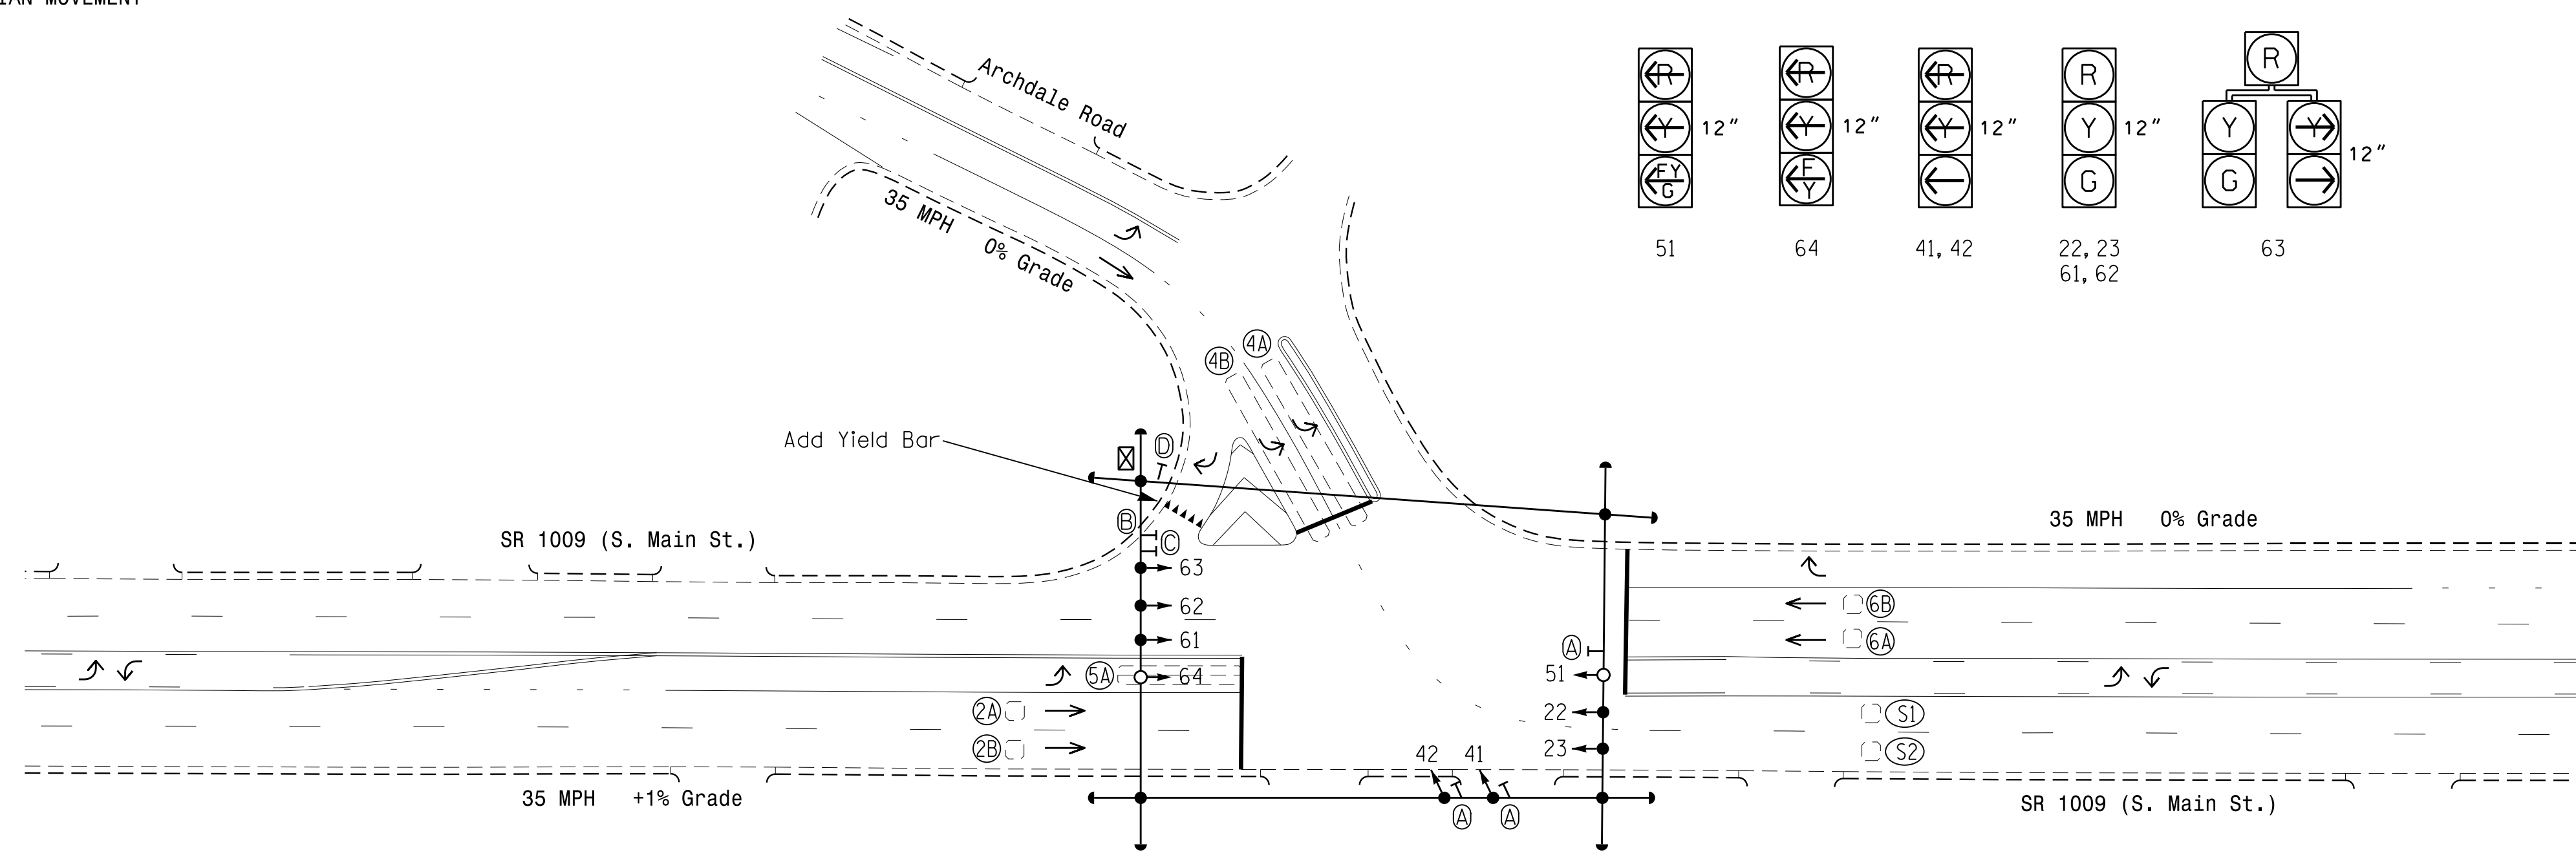 IAN MOVEMENT
Archdale Road
35 MPH 0% Grade
R Y FY G 12" 51
R Y F Y 12" 64
R Y 12" 41, 42
R Y G 12" 22, 23
61, 62
R Y G Y 12" 63
4B 4A
Add Yield Bar
D
B
C
SR 1009 (S. Main St.)
35 MPH 0% Grade
63
62
61
5A 64
6B
6A
A
51
2A 22 S1
2B 23 S2
42 41
A A
35 MPH +1% Grade
SR 1009 (S. Main St.)